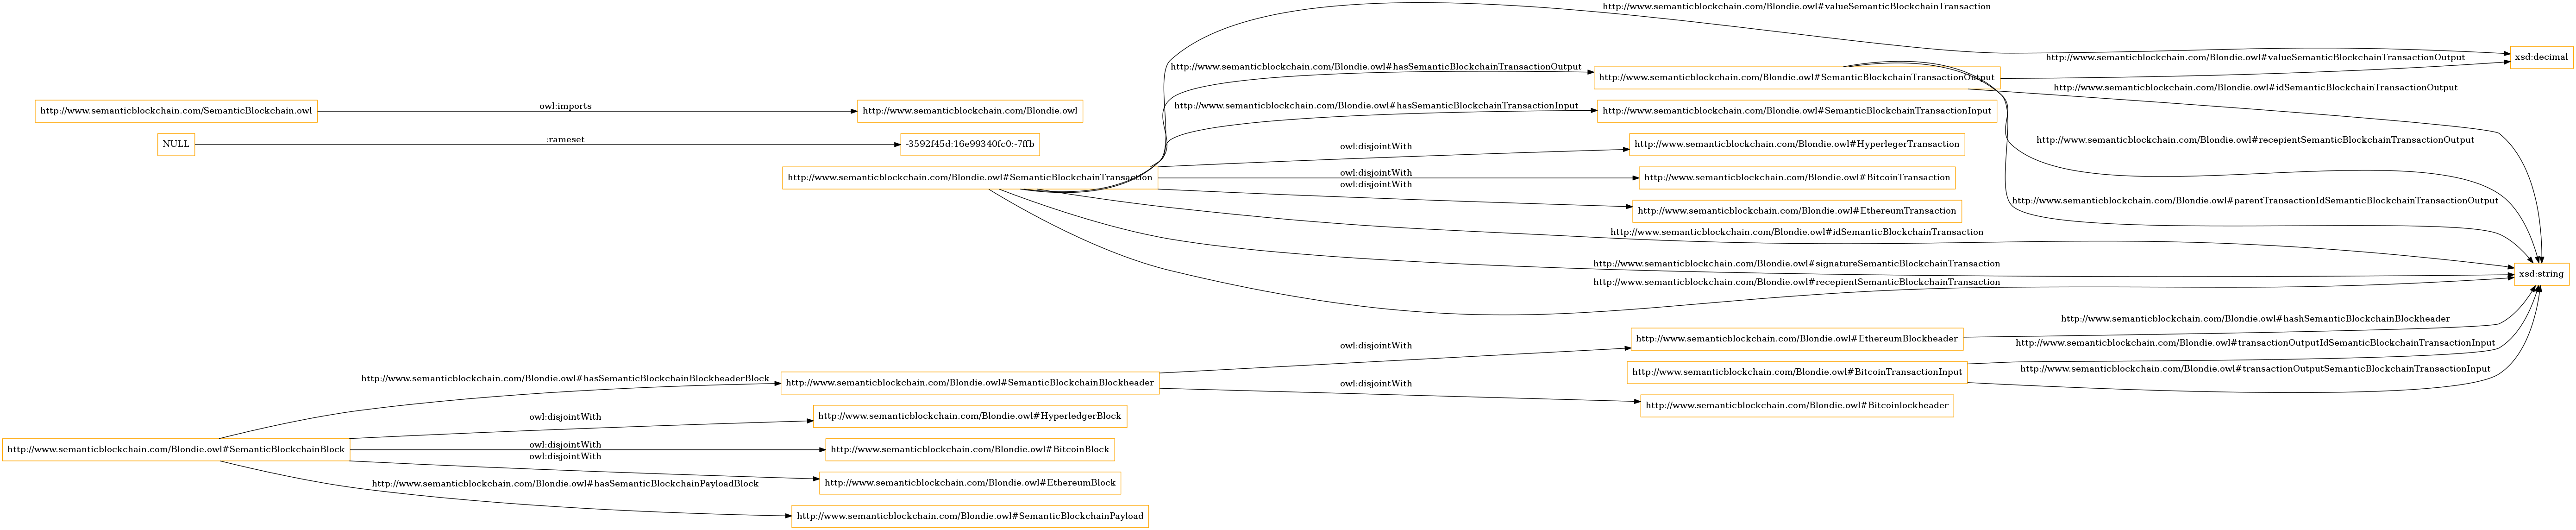 http://www.semanticblockchain.com/Blondie.owl#valueSemanticBlockchainTransaction
xsd:decimal
http://www.semanticblockchain.com/Blondie.owl#valueSemanticBlockchainTransactionOutput
http://www.semanticblockchain.com/Blondie.owl#hasSemanticBlockchainTransactionOutput
http://www.semanticblockchain.com/Blondie.owl#SemanticBlockchainTransactionOutput
http://www.semanticblockchain.com/Blondie.owl#idSemanticBlockchainTransactionOutput
http://www.semanticblockchain.com/SemanticBlockchain.owl
owl:imports
http://www.semanticblockchain.com/Blondie.owl
http://www.semanticblockchain.com/Blondie.owl#hasSemanticBlockchainTransactionInput
http://www.semanticblockchain.com/Blondie.owl#SemanticBlockchainTransactionInput
NULL
:rameset
-3592f45d:16e99340fc0:-7ffb
owl:disjointWith
http://www.semanticblockchain.com/Blondie.owl#HyperlegerTransaction
http://www.semanticblockchain.com/Blondie.owl#recepientSemanticBlockchainTransactionOutput
http://www.semanticblockchain.com/Blondie.owl#SemanticBlockchainTransaction
owl:disjointWith
http://www.semanticblockchain.com/Blondie.owl#BitcoinTransaction
owl:disjointWith
http://www.semanticblockchain.com/Blondie.owl#EthereumTransaction
http://www.semanticblockchain.com/Blondie.owl#parentTransactionIdSemanticBlockchainTransactionOutput
http://www.semanticblockchain.com/Blondie.owl#idSemanticBlockchainTransaction
http://www.semanticblockchain.com/Blondie.owl#signatureSemanticBlockchainTransaction
xsd:string
http://www.semanticblockchain.com/Blondie.owl#recepientSemanticBlockchainTransaction
http://www.semanticblockchain.com/Blondie.owl#hashSemanticBlockchainBlockheader
owl:disjointWith
http://www.semanticblockchain.com/Blondie.owl#EthereumBlockheader
http://www.semanticblockchain.com/Blondie.owl#transactionOutputIdSemanticBlockchainTransactionInput
http://www.semanticblockchain.com/Blondie.owl#BitcoinTransactionInput
http://www.semanticblockchain.com/Blondie.owl#transactionOutputSemanticBlockchainTransactionInput
http://www.semanticblockchain.com/Blondie.owl#hasSemanticBlockchainBlockheaderBlock
http://www.semanticblockchain.com/Blondie.owl#SemanticBlockchainBlockheader
owl:disjointWith
http://www.semanticblockchain.com/Blondie.owl#Bitcoinlockheader
owl:disjointWith
http://www.semanticblockchain.com/Blondie.owl#HyperledgerBlock
http://www.semanticblockchain.com/Blondie.owl#SemanticBlockchainBlock
owl:disjointWith
http://www.semanticblockchain.com/Blondie.owl#BitcoinBlock
owl:disjointWith
http://www.semanticblockchain.com/Blondie.owl#EthereumBlock
http://www.semanticblockchain.com/Blondie.owl#hasSemanticBlockchainPayloadBlock
http://www.semanticblockchain.com/Blondie.owl#SemanticBlockchainPayload